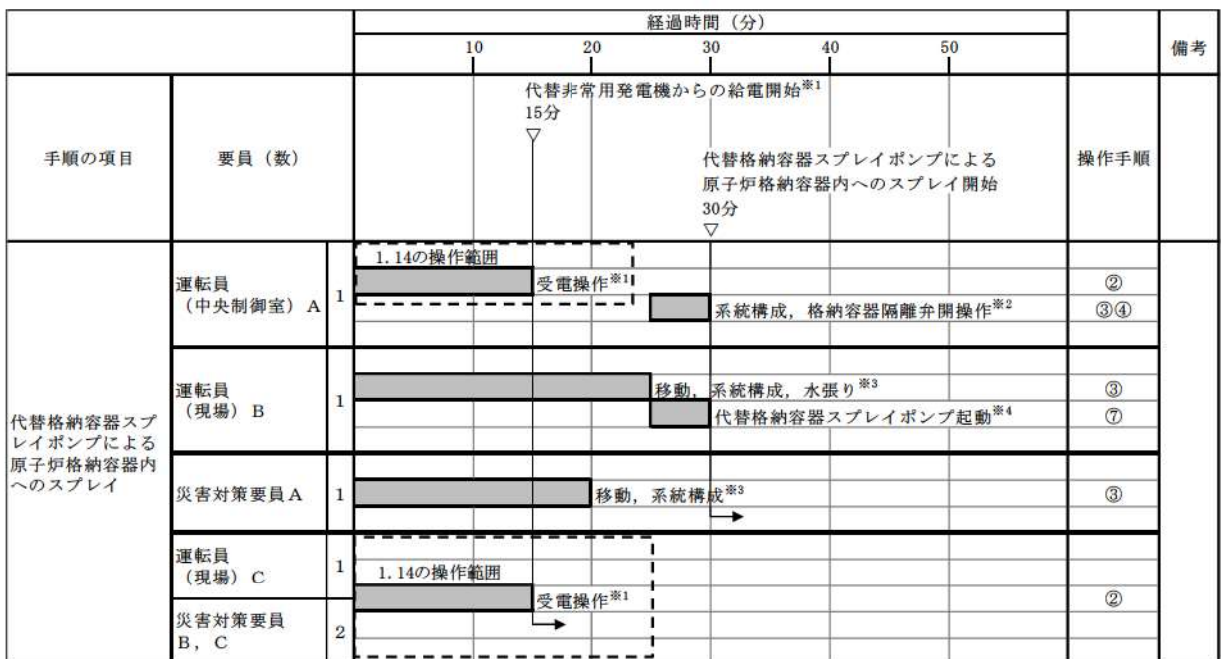 経過時間（分）
10 20 30 40 50
備考
手順の項目
要員（数）
代替非常用発電機からの給電開始※1
15分
▽
代替格納容器スプレイポンプによる
原子炉格納容器内へのスプレイ開始
30分
▽
操作手順
代替格納容器スプ
レイポンプによる
原子炉格納容器内
へのスプレイ
運転員
（中央制御室）A
1
1.14の操作範囲
受電操作※1
②
系統構成，格納容器隔離弁開操作※2
③④
運転員
（現場）B
1
移動，系統構成，水張り※3
③
代替格納容器スプレイポンプ起動※4
⑦
災害対策要員A
1
移動，系統構成※3
③
運転員
（現場）C
1
1.14の操作範囲
受電操作※1
②
災害対策要員
B，C
2